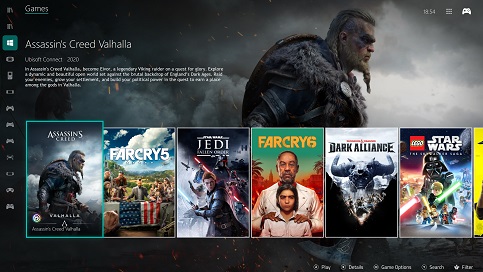 Games
18:54
Assassin's Creed Valhalla
Ubisoft Connect · 2020
In Assassin's Creed Valhalla, become Eivor, a legendary Viking raider on a quest for glory. Explore
a dynamic and beautiful open world set against the brutal backdrop of England's Dark Ages. Raid
your enemies, grow your settlement, and build your political power in the quest to earn a place
among the gods in Valhalla.
ASSASSIN'S
CREED
VALHALLA
Assassin's Creed Valhalla
FARCRY5
JEDI
FALLEN ORDER
FARCRY6
DARK ALLIANCE
LEGO STAR WARS
THE SKYWALKER SAGA
Play
Details
Game Options
Search
Filter